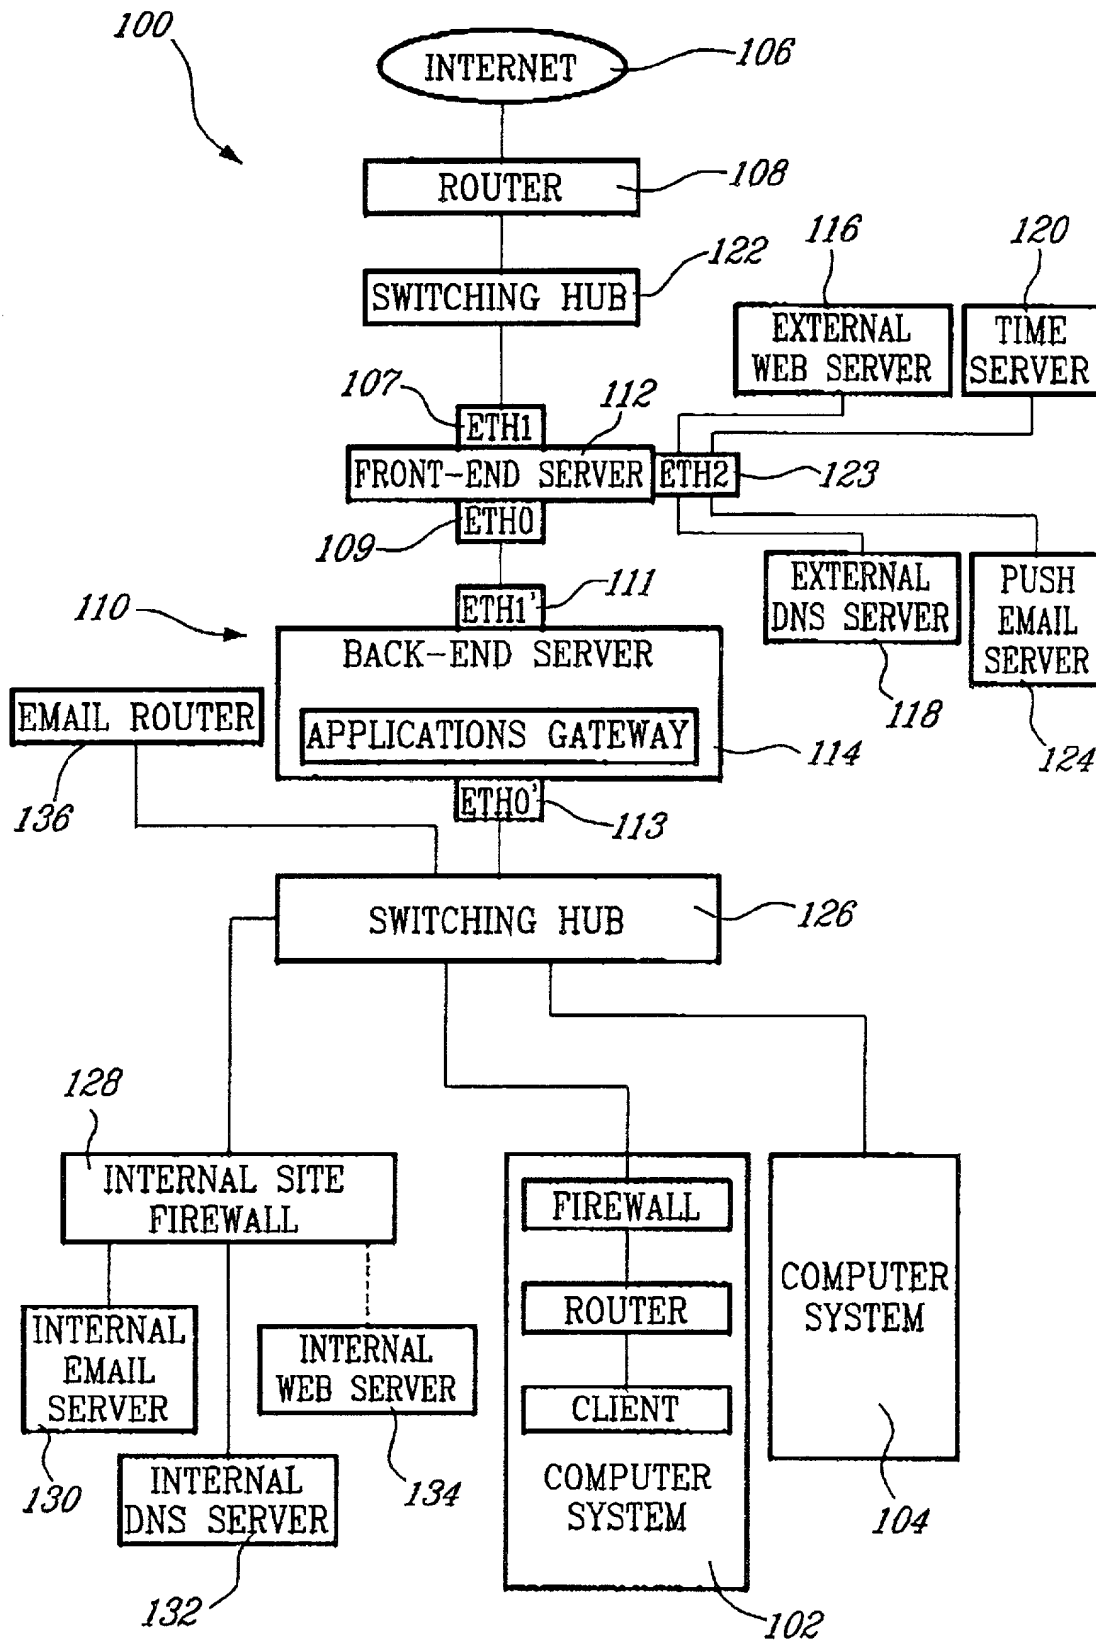 100
INTERNET
106
ROUTER
108
SWITCHING HUB
122
116
120
EXTERNAL
WEB SERVER
TIME
SERVER
107
ETH1
112
FRONT-END SERVER
ETH2
123
ETH0
109
111
ETH1'
EXTERNAL
DNS SERVER
118
PUSH
EMAIL
SERVER
124
110
BACK-END SERVER
APPLICATIONS GATEWAY
114
EMAIL ROUTER
136
ETH0'
113
SWITCHING HUB
126
128
INTERNAL SITE
FIREWALL
INTERNAL
EMAIL
SERVER
130
INTERNAL
DNS SERVER
132
INTERNAL
WEB SERVER
134
FIREWALL
ROUTER
CLIENT
COMPUTER
SYSTEM
102
COMPUTER
SYSTEM
104